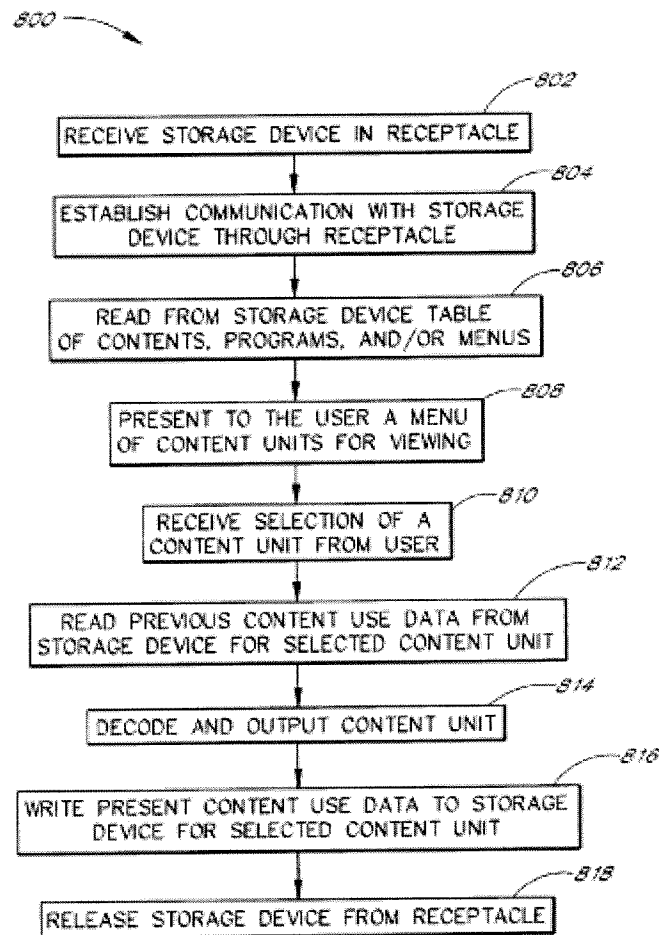 800
802
RECEIVE STORAGE DEVICE IN RECEPTACLE
804
ESTABLISH COMMUNICATION WITH STORAGE
DEVICE THROUGH RECEPTACLE
806
READ FROM STORAGE DEVICE TABLE
OF CONTENTS, PROGRAMS, AND/OR MENUS
808
PRESENT TO THE USER A MENU
OF CONTENT UNITS FOR VIEWING
810
RECEIVE SELECTION OF A
CONTENT UNIT FROM USER
812
READ PREVIOUS CONTENT USE DATA FROM
STORAGE DEVICE FOR SELECTED CONTENT UNIT
814
DECODE AND OUTPUT CONTENT UNIT
816
WRITE PRESENT CONTENT USE DATA TO STORAGE
DEVICE FOR SELECTED CONTENT UNIT
818
RELEASE STORAGE DEVICE FROM RECEPTACLE